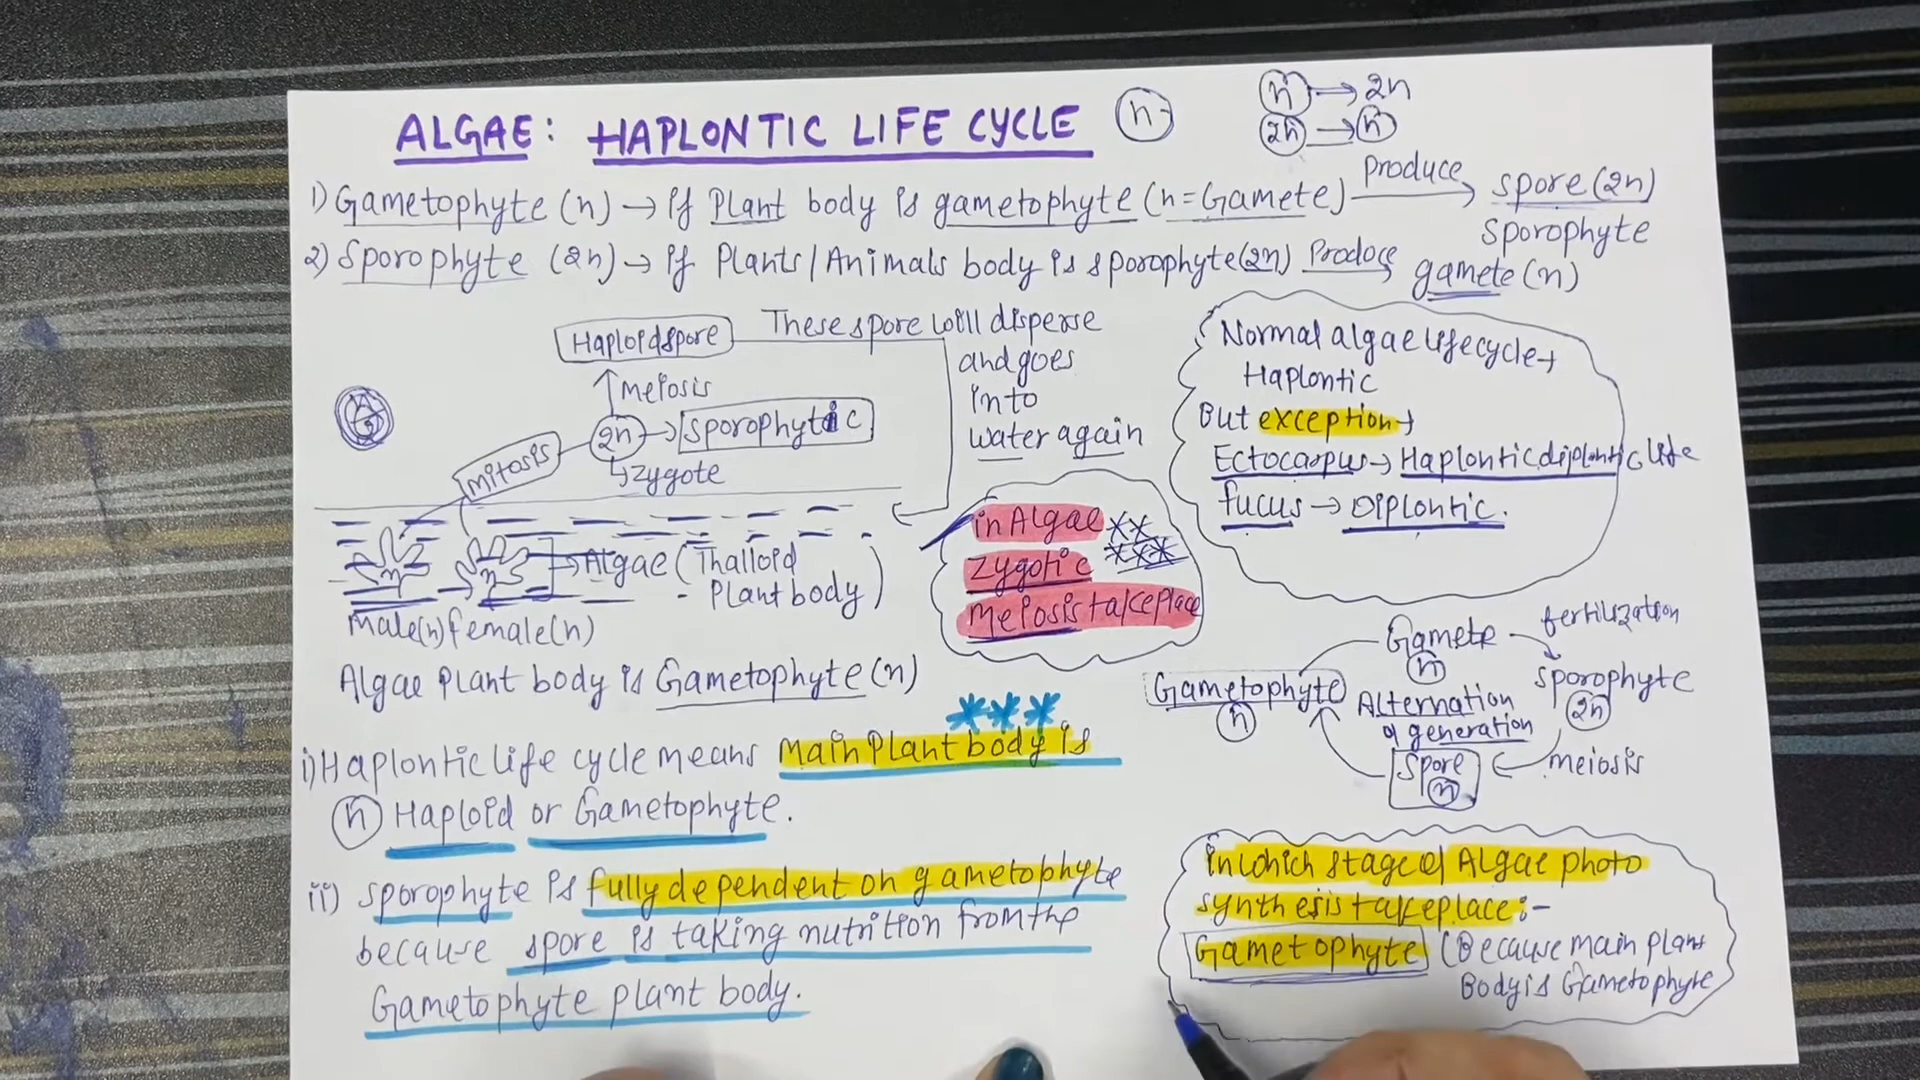 ALGAE: HAPLONTIC LIFE CYCLE (n)
n → 2n
2n → n
1) Gametophyte (n) → if Plant body is gametophyte (n=Gamete) Produce → spore (2n)
Sporophyte
2) Sporophyte (2n) → if Plants/Animals body is sporophyte(2n) Produce gamete (n)
Haploid spore
These spore will disperse
and goes
into
water again
↑ meiosis
2n → sporophytic
↳ zygote
mitosis
n n → Algae (Thalloid
- Plant body)
Male(n) female(n)
Algae plant body is Gametophyte (n)
in Algae **
Zygotic ***
meiosis take place
Normal algae lifecycle →
Haplontic
But exception →
Ectocarpus → Haplontic diplontic life
fucus → Diplontic.
Gamete
n
fertilization
Sporophyte
2n
meiosis
Spore
n
Gametophyte
n
Alternation
of generation
***
i) Haplontic life cycle means main Plant body is
(n) Haploid or Gametophyte.
ii) Sporophyte is fully dependent on gametophyte
because spore is taking nutrition from the
Gametophyte plant body.
in which stage of Algae photo
synthesis take place :-
Gametophyte (Because main plant
Body is Gametophyte